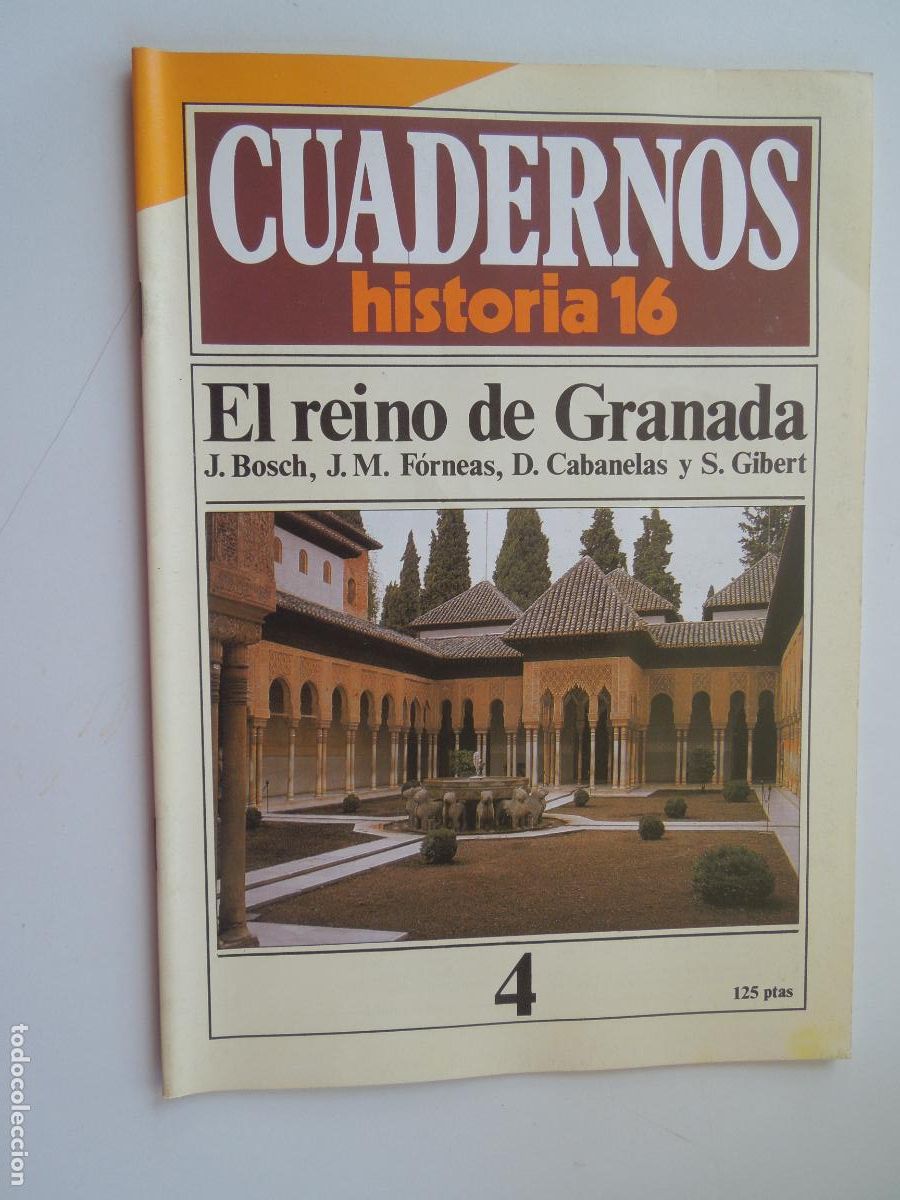 CUADERNOS
historia 16
El reino de Granada
J. Bosch, J. M. Fórneas, D. Cabanelas y S. Gibert
4
125 ptas
todocoleccion